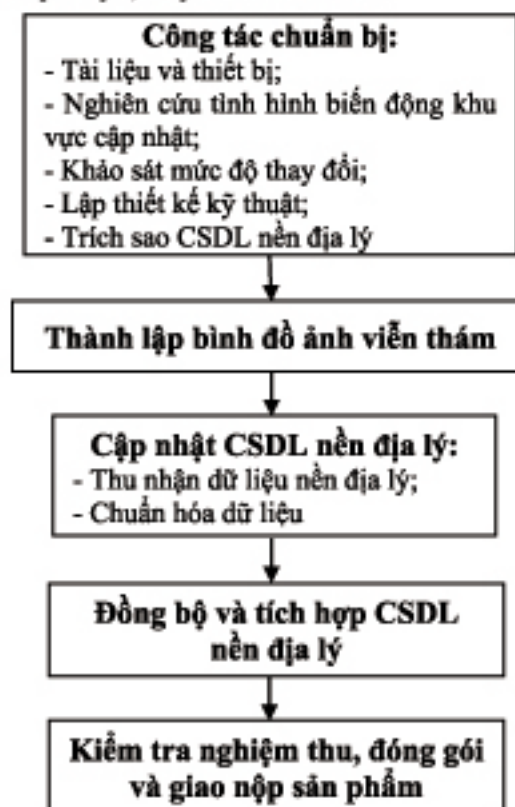 Công tác chuẩn bị:
- Tài liệu và thiết bị;
- Nghiên cứu tình hình biến động khu
vực cập nhật;
- Khảo sát mức độ thay đổi;
- Lập thiết kế kỹ thuật;
- Trích sao CSDL nền địa lý
Thành lập bình đồ ảnh viễn thám
Cập nhật CSDL nền địa lý:
- Thu nhận dữ liệu nền địa lý;
- Chuẩn hóa dữ liệu
Đồng bộ và tích hợp CSDL
nền địa lý
Kiểm tra nghiệm thu, đóng gói
và giao nộp sản phẩm